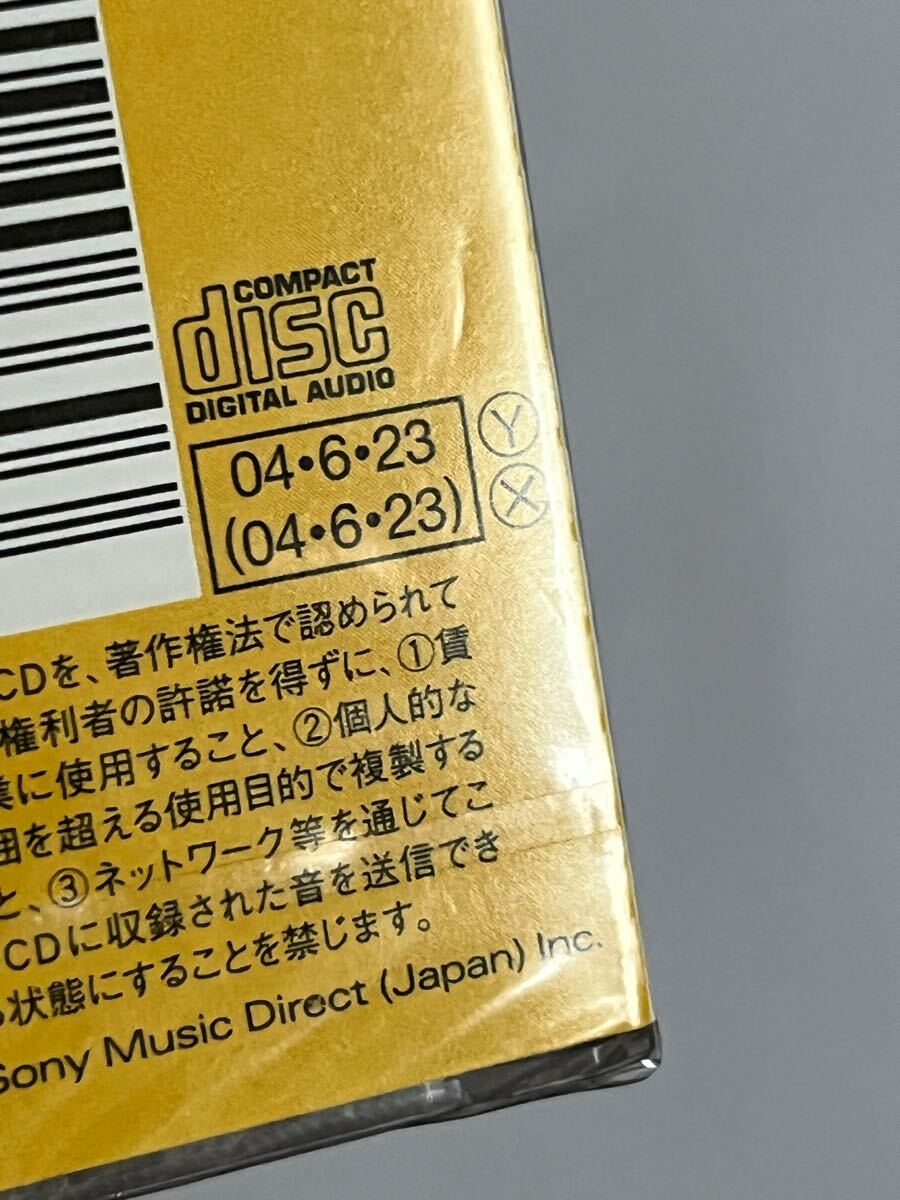 COMPACT
disc
DIGITAL AUDIO
04•6•23 Ⓨ
(04•6•23) Ⓧ
CDを、著作権法で認められて
権利者の許諾を得ずに、①賃
に使用すること、②個人的な
囲を超える使用目的で複製する
と、③ネットワーク等を通じてこ
CDに収録された音を送信でき
る状態にすることを禁じます。
Sony Music Direct (Japan) Inc.